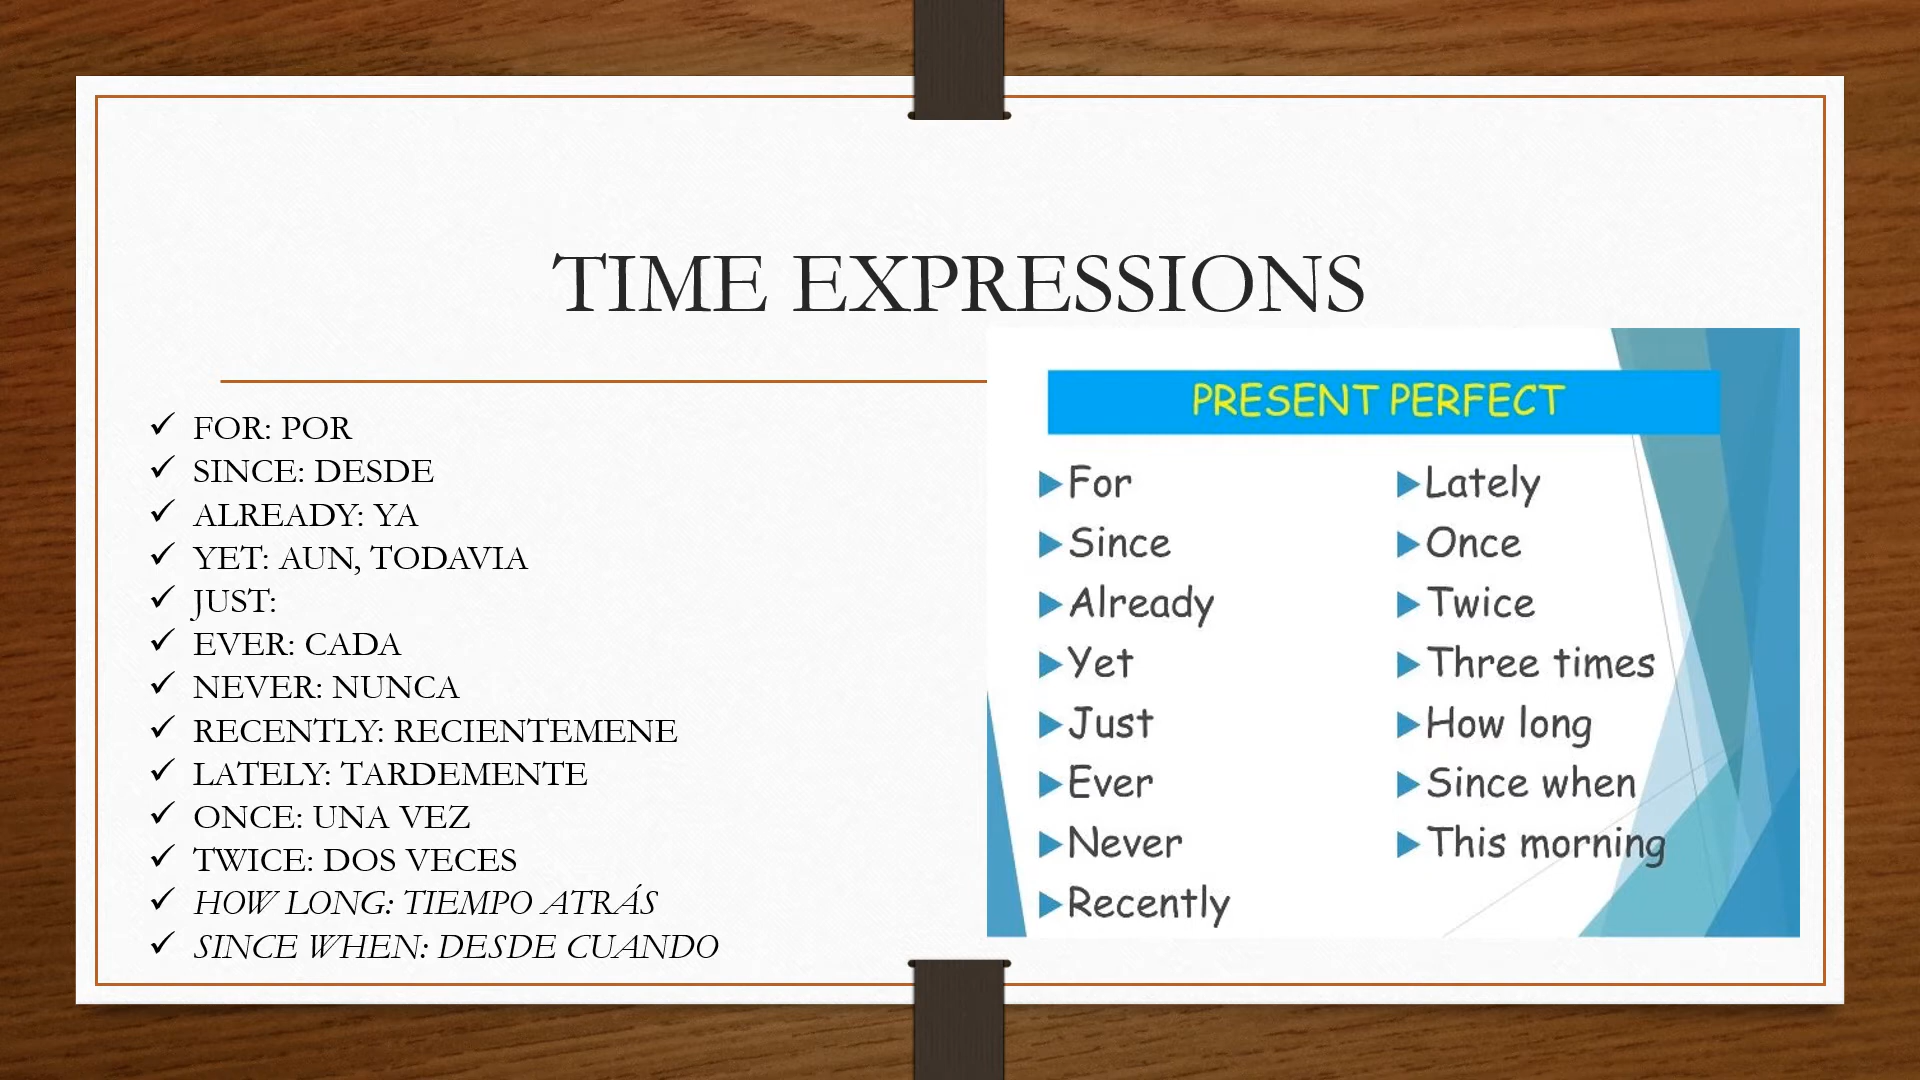 TIME EXPRESSIONS
FOR: POR
SINCE: DESDE
ALREADY: YA
YET: AUN, TODAVIA
JUST:
EVER: CADA
NEVER: NUNCA
RECENTLY: RECIENTEMENE
LATELY: TARDEMENTE
ONCE: UNA VEZ
TWICE: DOS VECES
HOW LONG: TIEMPO ATRÁS
SINCE WHEN: DESDE CUANDO
PRESENT PERFECT
For
Since
Already
Yet
Just
Ever
Never
Recently
Lately
Once
Twice
Three times
How long
Since when
This morning